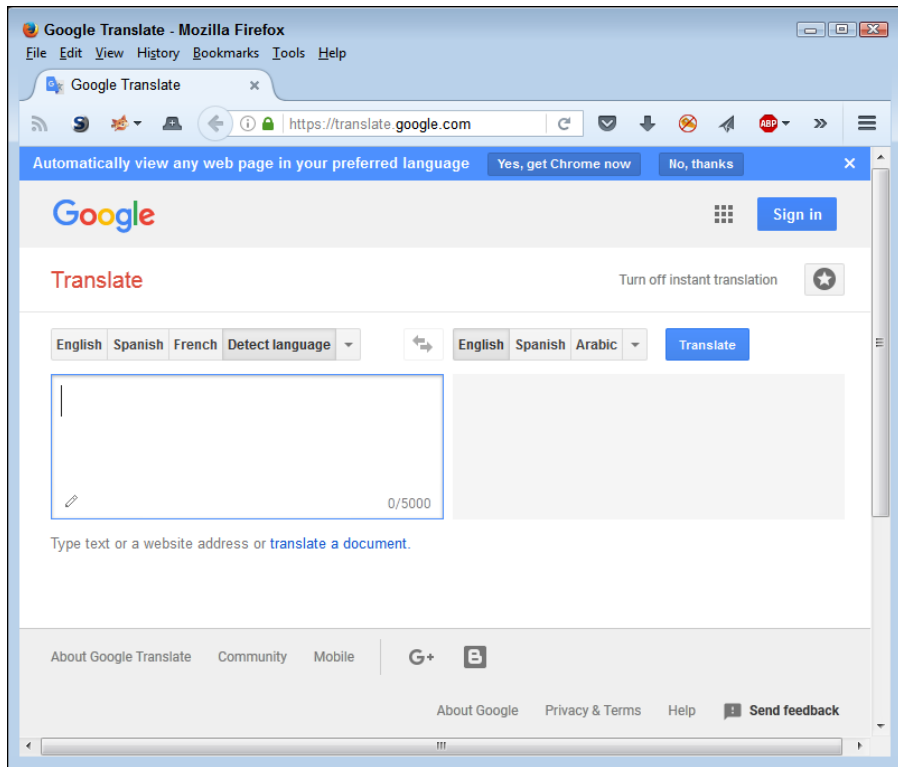 Google Translate - Mozilla Firefox
File Edit View History Bookmarks Tools Help
Google Translate
https://translate.google.com
ABP
Automatically view any web page in your preferred language Yes, get Chrome now No, thanks
Google
Sign in
Translate Turn off instant translation
English Spanish French Detect language English Spanish Arabic Translate
0/5000
Type text or a website address or translate a document.
About Google Translate Community Mobile G+
About Google Privacy & Terms Help Send feedback